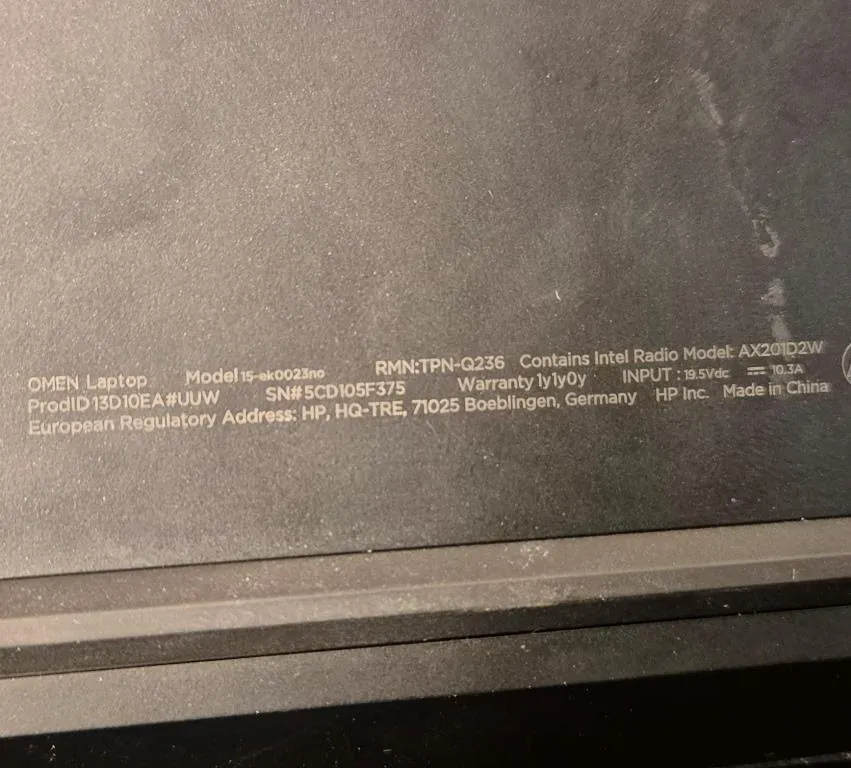 OMEN Laptop Model 15-ek0023no RMN:TPN-Q236 Contains Intel Radio Model: AX201D2W
ProdID 13D10EA#UUW SN# 5CD105F375 Warranty 1y1y0y INPUT : 19.5Vdc ⎓ 10.3A
European Regulatory Address: HP, HQ-TRE, 71025 Boeblingen, Germany HP Inc. Made in China